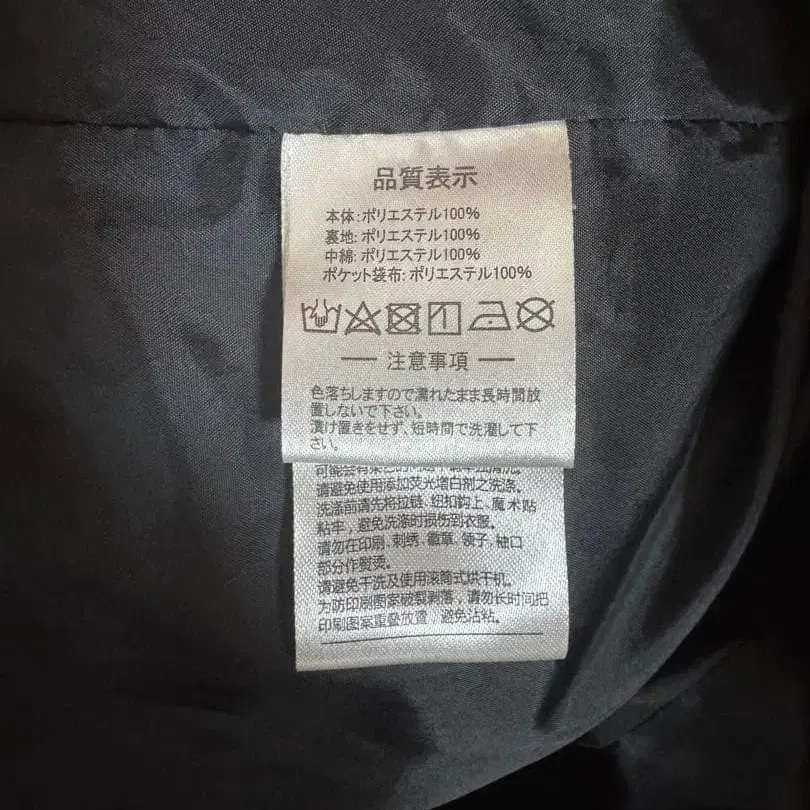 品質表示
本体:ポリエステル100%
裏地:ポリエステル100%
中綿:ポリエステル100%
ポケット袋布:ポリエステル100%
注意事項
色落ちしますので濡れたまま長時間放
置しないで下さい。
漬け置きをせず、短時間で洗濯して下
さい。
请避免使用添加荧光增白剂之洗涤。
洗涤前请先将拉链、纽扣钩上、魔术贴
粘牢，避免洗涤时损伤到衣服。
请勿在印刷、刺绣、徽章、领子、袖口
部分作熨烫。
请避免干洗及使用滚筒式烘干机。
为防印刷图案破裂剥落，请勿长时间把
印刷图案重叠放置，避免沾粘。